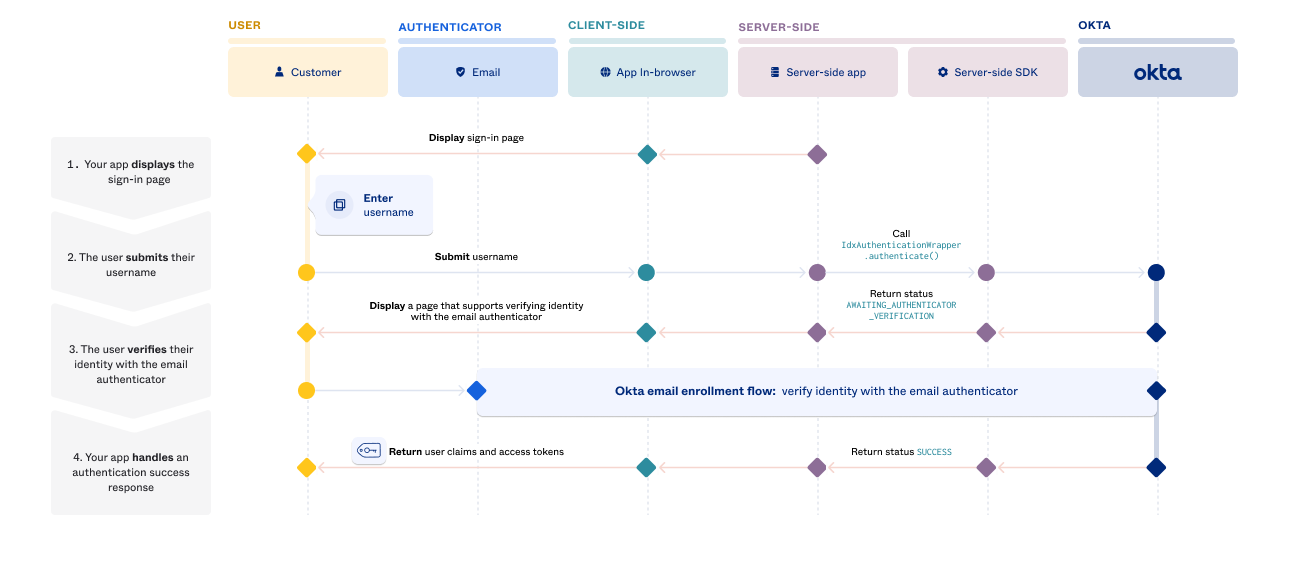 USER
AUTHENTICATOR
CLIENT-SIDE
SERVER-SIDE
OKTA
Customer
Email
App In-browser
Server-side app
Server-side SDK
okta
1. Your app displays the
sign-in page
Display sign-in page
Enter
username
2. The user submits their
username
Submit username
Call
IdxAuthenticationWrapper
.authenticate()
Display a page that supports verifying identity
with the email authenticator
Return status
AWAITING_AUTHENTICATOR
_VERIFICATION
3. The user verifies their
identity with the email
authenticator
Okta email enrollment flow: verify identity with the email authenticator
4. Your app handles an
authentication success
response
Return user claims and access tokens
Return status SUCCESS